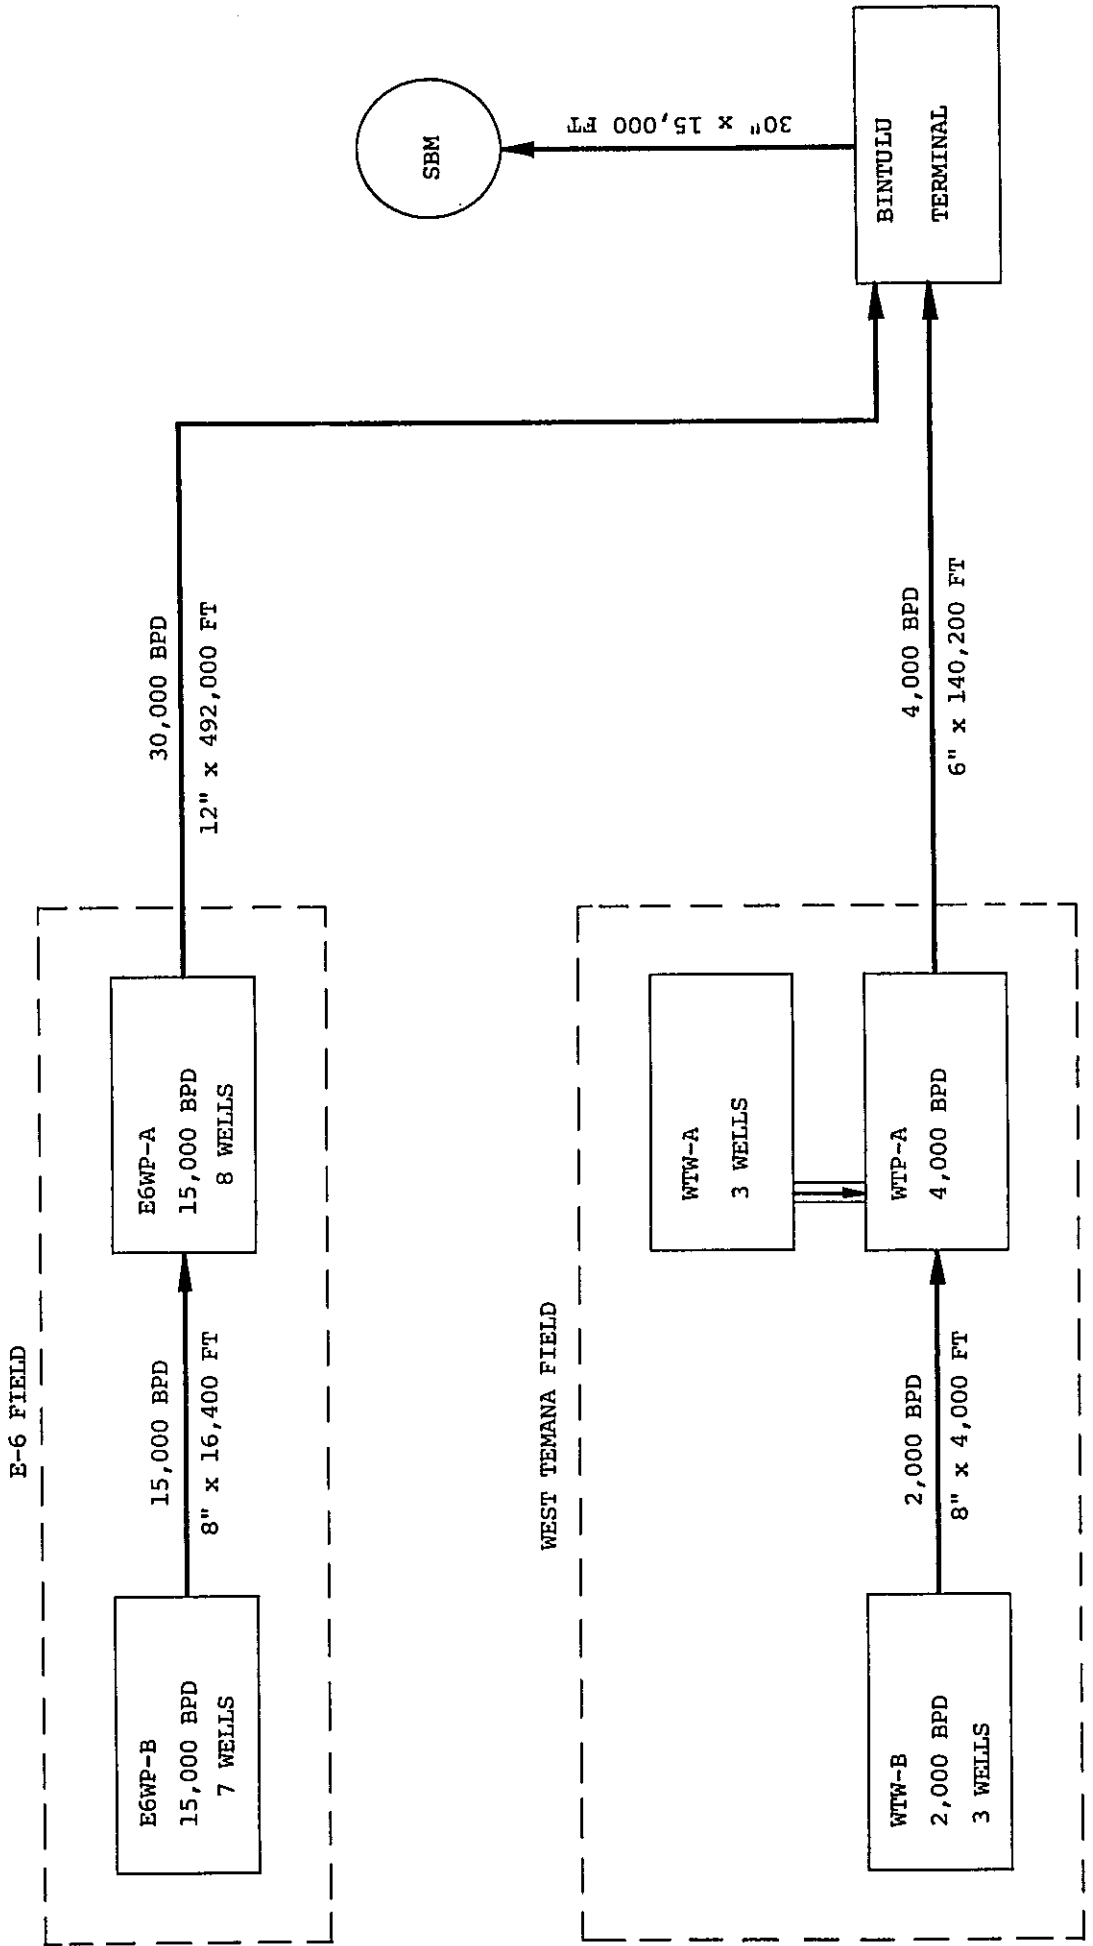 E-6 FIELD
E6WP-B
15,000 BPD
7 WELLS
15,000 BPD
8" x 16,400 FT
E6WP-A
15,000 BPD
8 WELLS
30,000 BPD
12" x 492,000 FT
SBM
30" x 15,000 FT
WEST TEMANA FIELD
WTW-A
3 WELLS
WTW-B
2,000 BPD
3 WELLS
2,000 BPD
8" x 4,000 FT
WTP-A
4,000 BPD
4,000 BPD
6" x 140,200 FT
BINTULU
TERMINAL